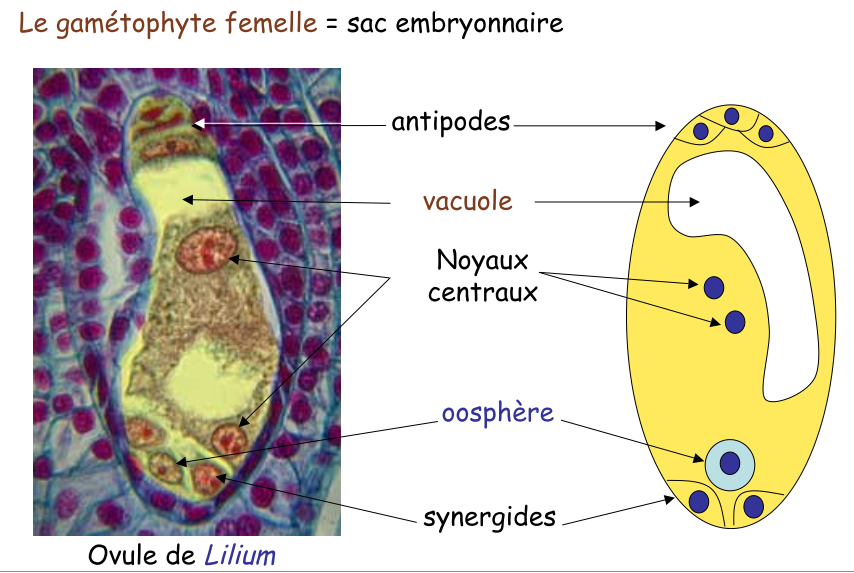 Le gamétophyte femelle = sac embryonnaire
antipodes
vacuole
Noyaux
centraux
oosphère
synergides
Ovule de Lilium